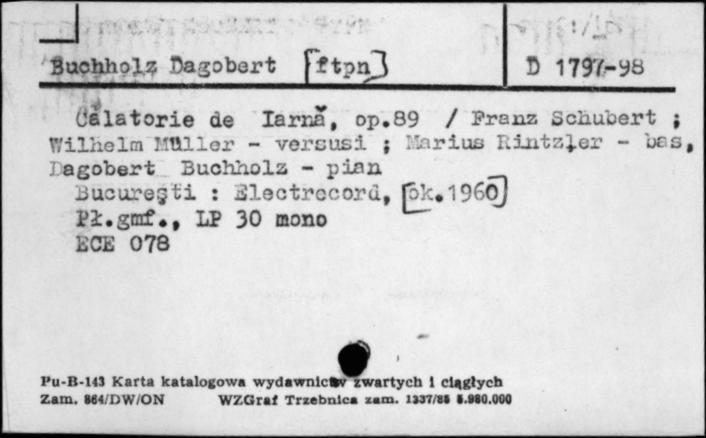 Buchholz Dagobert [ftpn] D 1797-98
Călatorie de Iarnă, op.89 / Franz Schubert ;
Wilhelm Müller - versusi ; Marius Rintzler - bas,
Dagobert Buchholz - pian
Bucureşti : Electrecord, [ok.1960]
Pł.gmf., LP 30 mono
ECE 078
Pu-B-143 Karta katalogowa wydawnictw zwartych i ciągłych
Zam. 864/DW/ON WZGraf Trzebnica zam. 1337/85 5.980.000